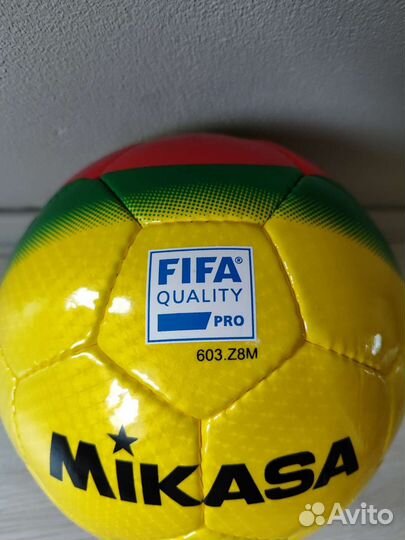 FIFA®
QUALITY
PRO
603.Z8M
MiKASA
Avito